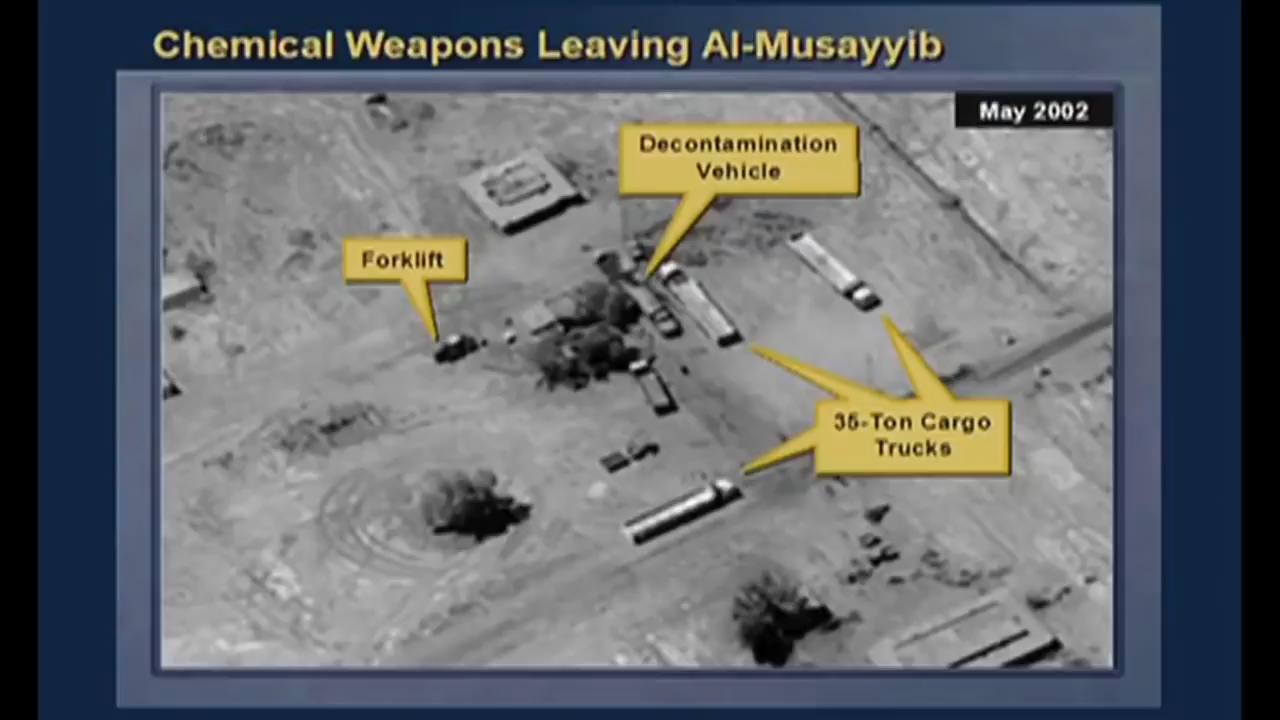 Chemical Weapons Leaving Al-Musayyib
May 2002
Decontamination
Vehicle
Forklift
35-Ton Cargo
Trucks